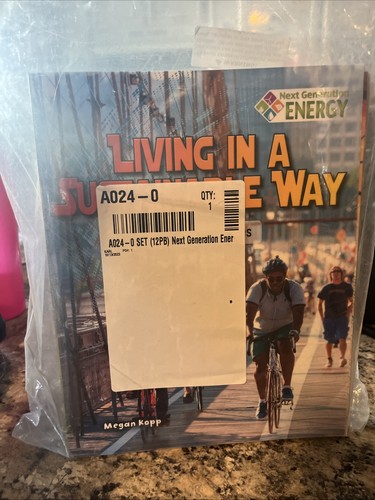 Next Generation
ENERGY
LIVING IN A
WAY
A024-0
QTY:
1
A024-0 SET (12PB) Next Generation Ener
Megan Kopp